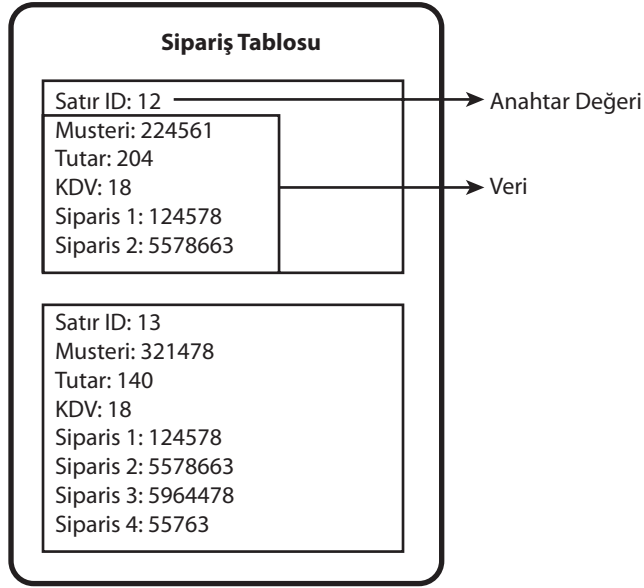 Sipariş Tablosu
Satır ID: 12
Anahtar Değeri
Musteri: 224561
Tutar: 204
KDV: 18
Veri
Siparis 1: 124578
Siparis 2: 5578663
Satır ID: 13
Musteri: 321478
Tutar: 140
KDV: 18
Siparis 1: 124578
Siparis 2: 5578663
Siparis 3: 5964478
Siparis 4: 55763